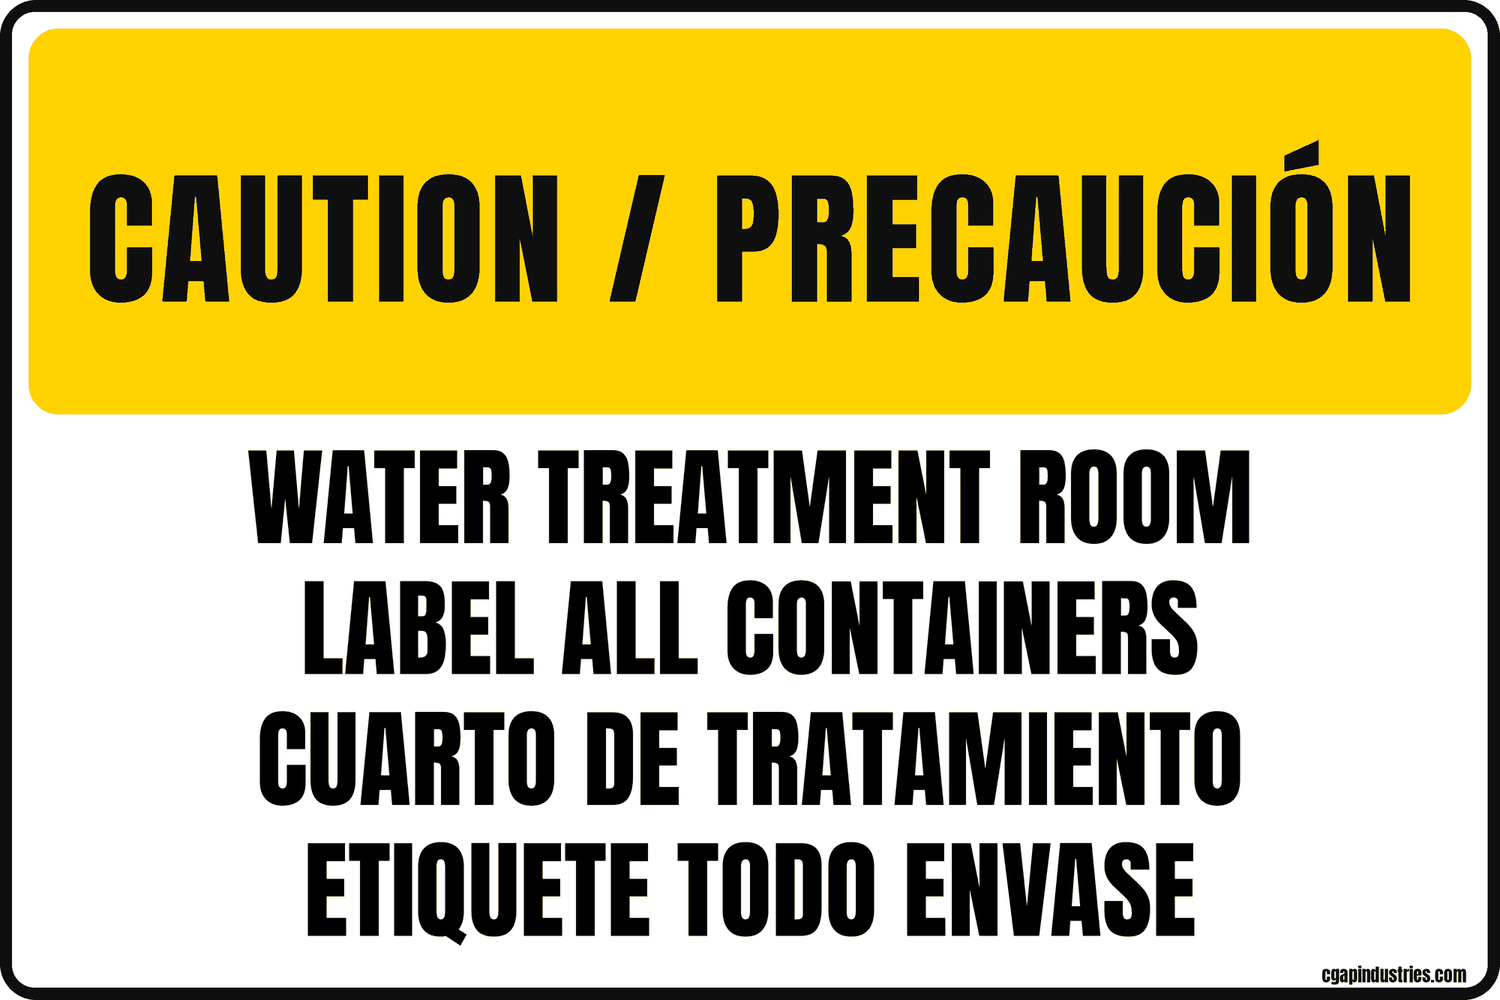 CAUTION / PRECAUCIÓN
WATER TREATMENT ROOM
LABEL ALL CONTAINERS
CUARTO DE TRATAMIENTO
ETIQUETE TODO ENVASE
cgapindustries.com